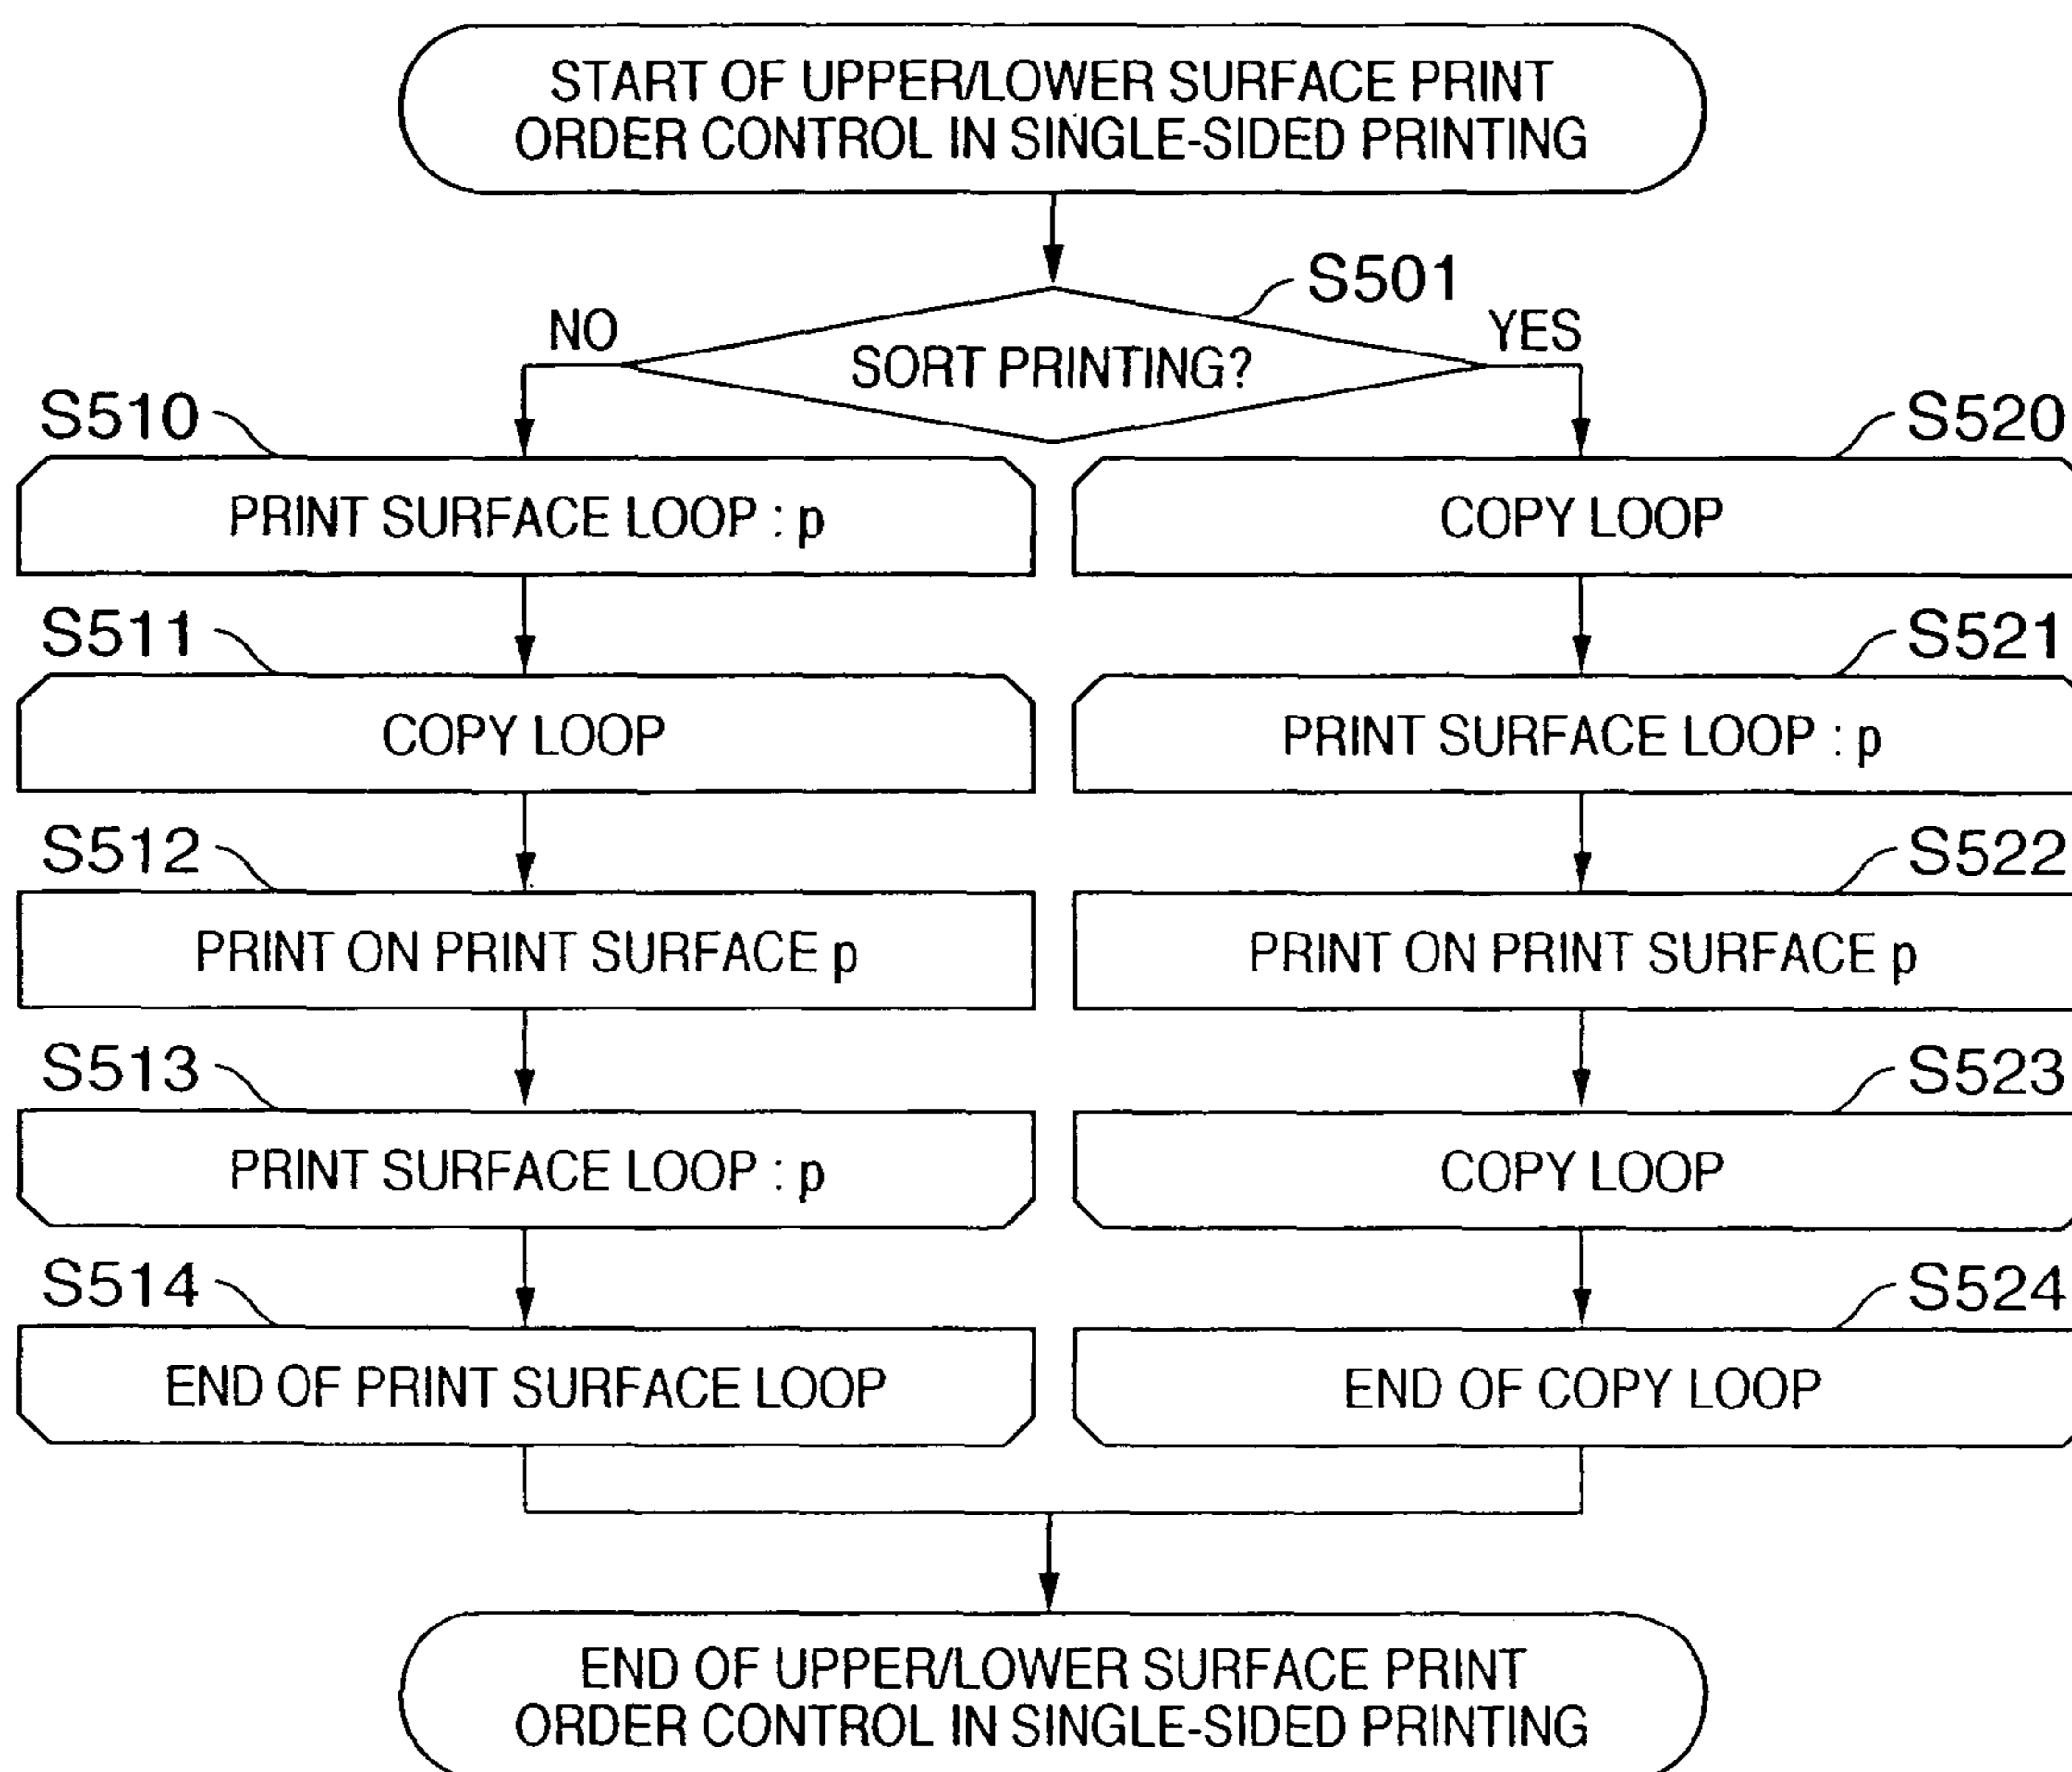 START OF UPPER/LOWER SURFACE PRINT
ORDER CONTROL IN SINGLE-SIDED PRINTING
S501
NO
YES
SORT PRINTING?
S510
PRINT SURFACE LOOP : p
S520
COPY LOOP
S511
COPY LOOP
S521
PRINT SURFACE LOOP : p
S512
PRINT ON PRINT SURFACE p
S522
PRINT ON PRINT SURFACE p
S513
PRINT SURFACE LOOP : p
S523
COPY LOOP
S514
END OF PRINT SURFACE LOOP
S524
END OF COPY LOOP
END OF UPPER/LOWER SURFACE PRINT
ORDER CONTROL IN SINGLE-SIDED PRINTING